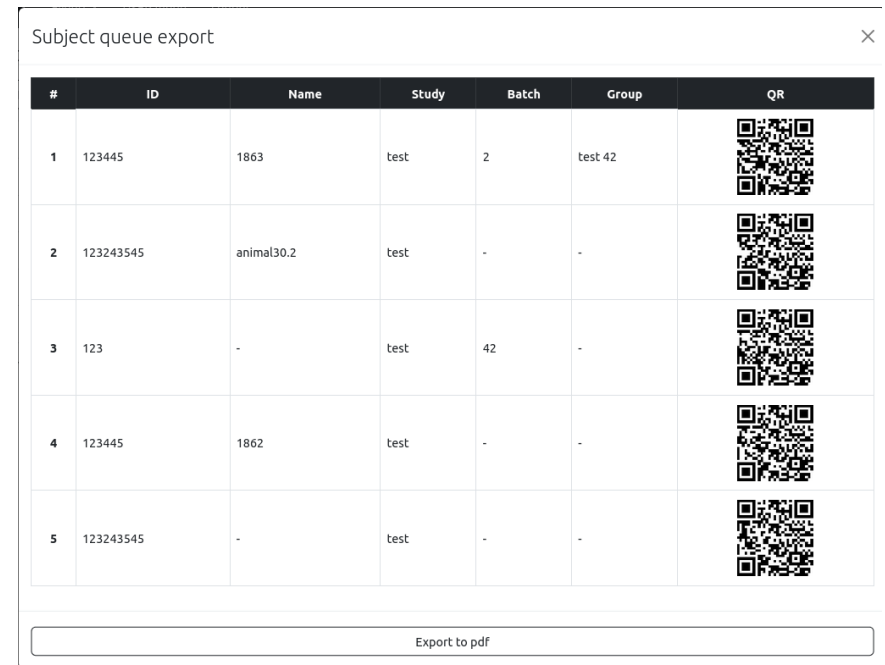 Subject queue export
# ID Name Study Batch Group QR
1 123445 1863 test 2 test 42
2 123243545 animal30.2 test - -
3 123 - test 42 -
4 123445 1862 test - -
5 123243545 - test - -
Export to pdf